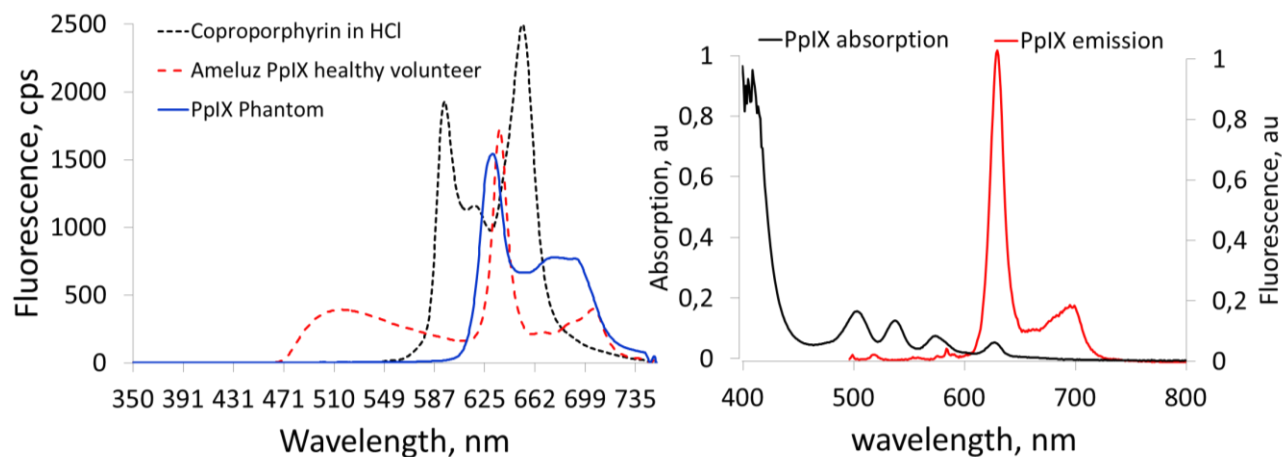 2500
2000
1500
1000
500
0
Fluorescence, cps
Coproporphyrin in HCl
Ameluz PpIX healthy volunteer
PpIX Phantom
350 391 431 471 510 549 587 625 662 699 735
Wavelength, nm
PpIX absorption PpIX emission
1
0,8
0,6
0,4
0,2
0
Absorption, au
1
0,8
0,6
0,4
0,2
0
Fluorescence, au
400 500 600 700 800
wavelength, nm